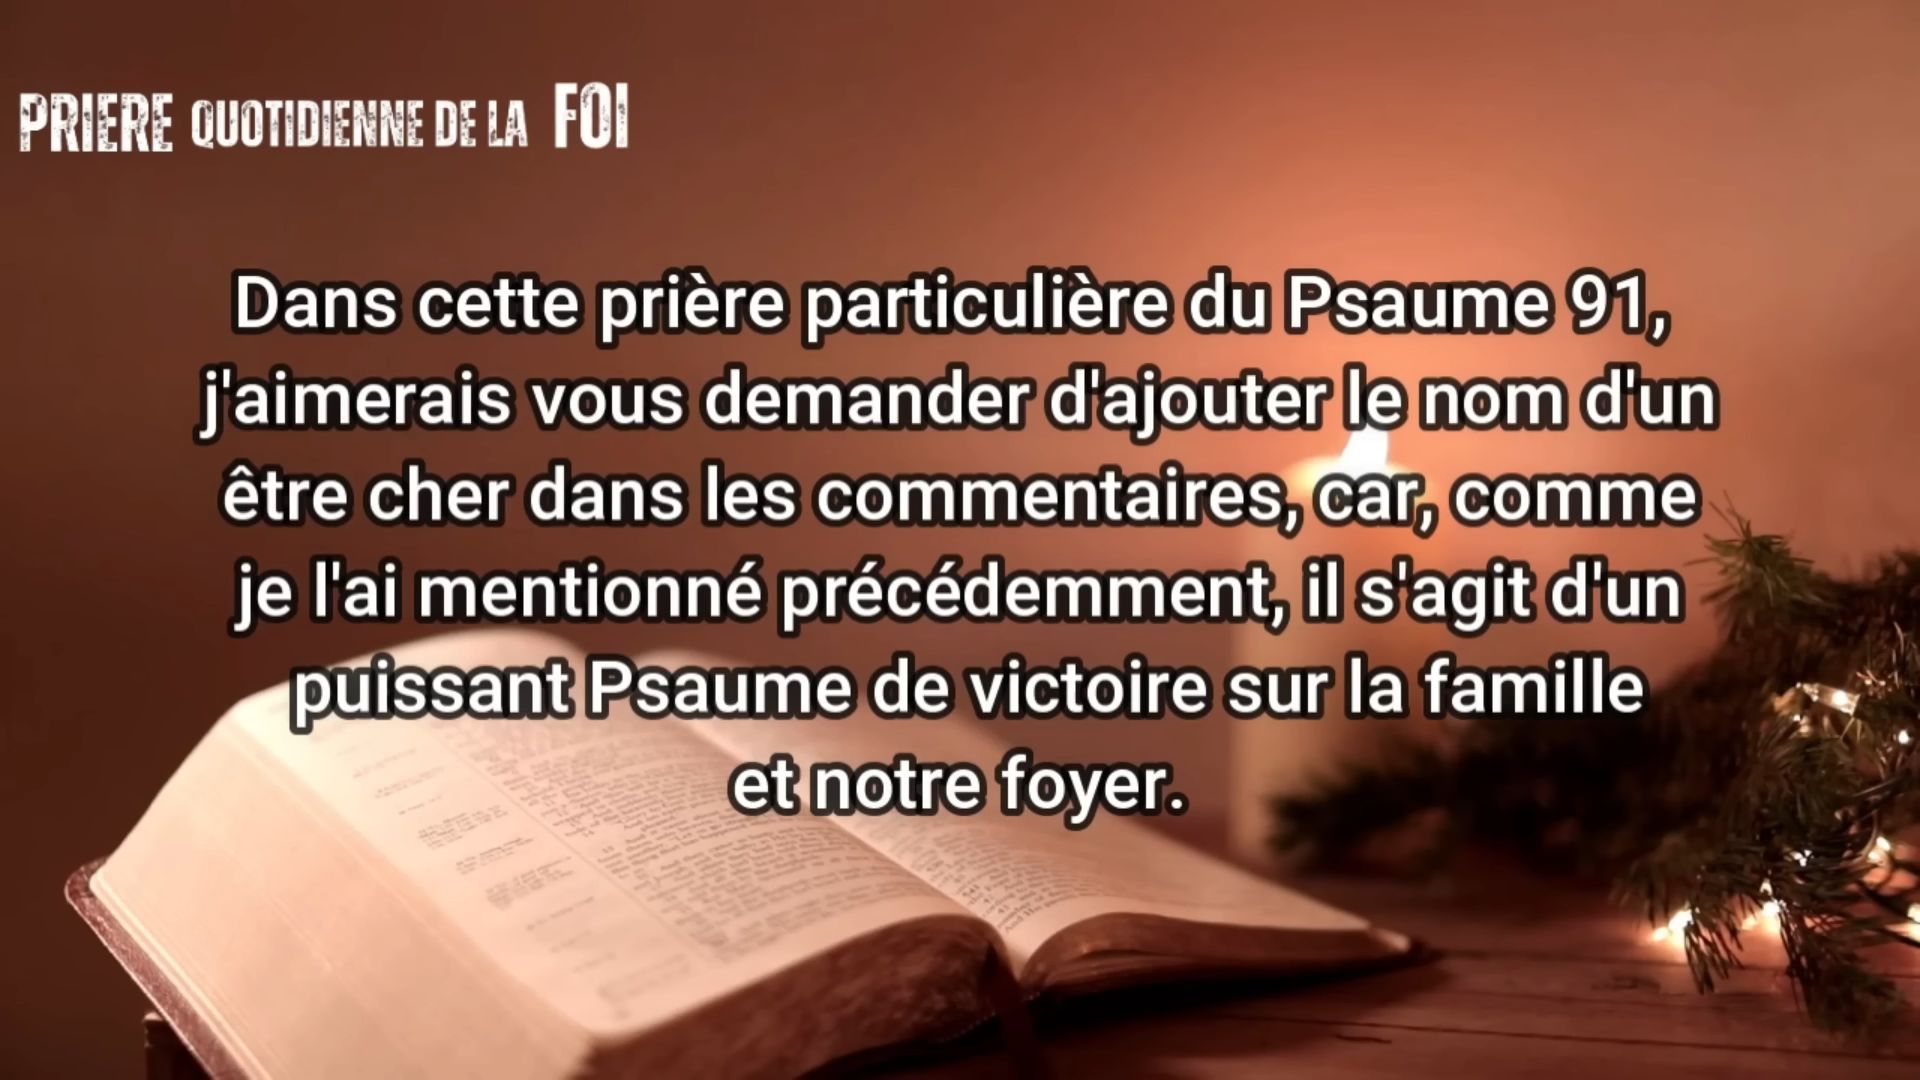 PRIERE QUOTIDIENNE DE LA FOI
Dans cette prière particulière du Psaume 91,
j'aimerais vous demander d'ajouter le nom d'un
être cher dans les commentaires, car, comme
je l'ai mentionné précédemment, il s'agit d'un
puissant Psaume de victoire sur la famille
et notre foyer.